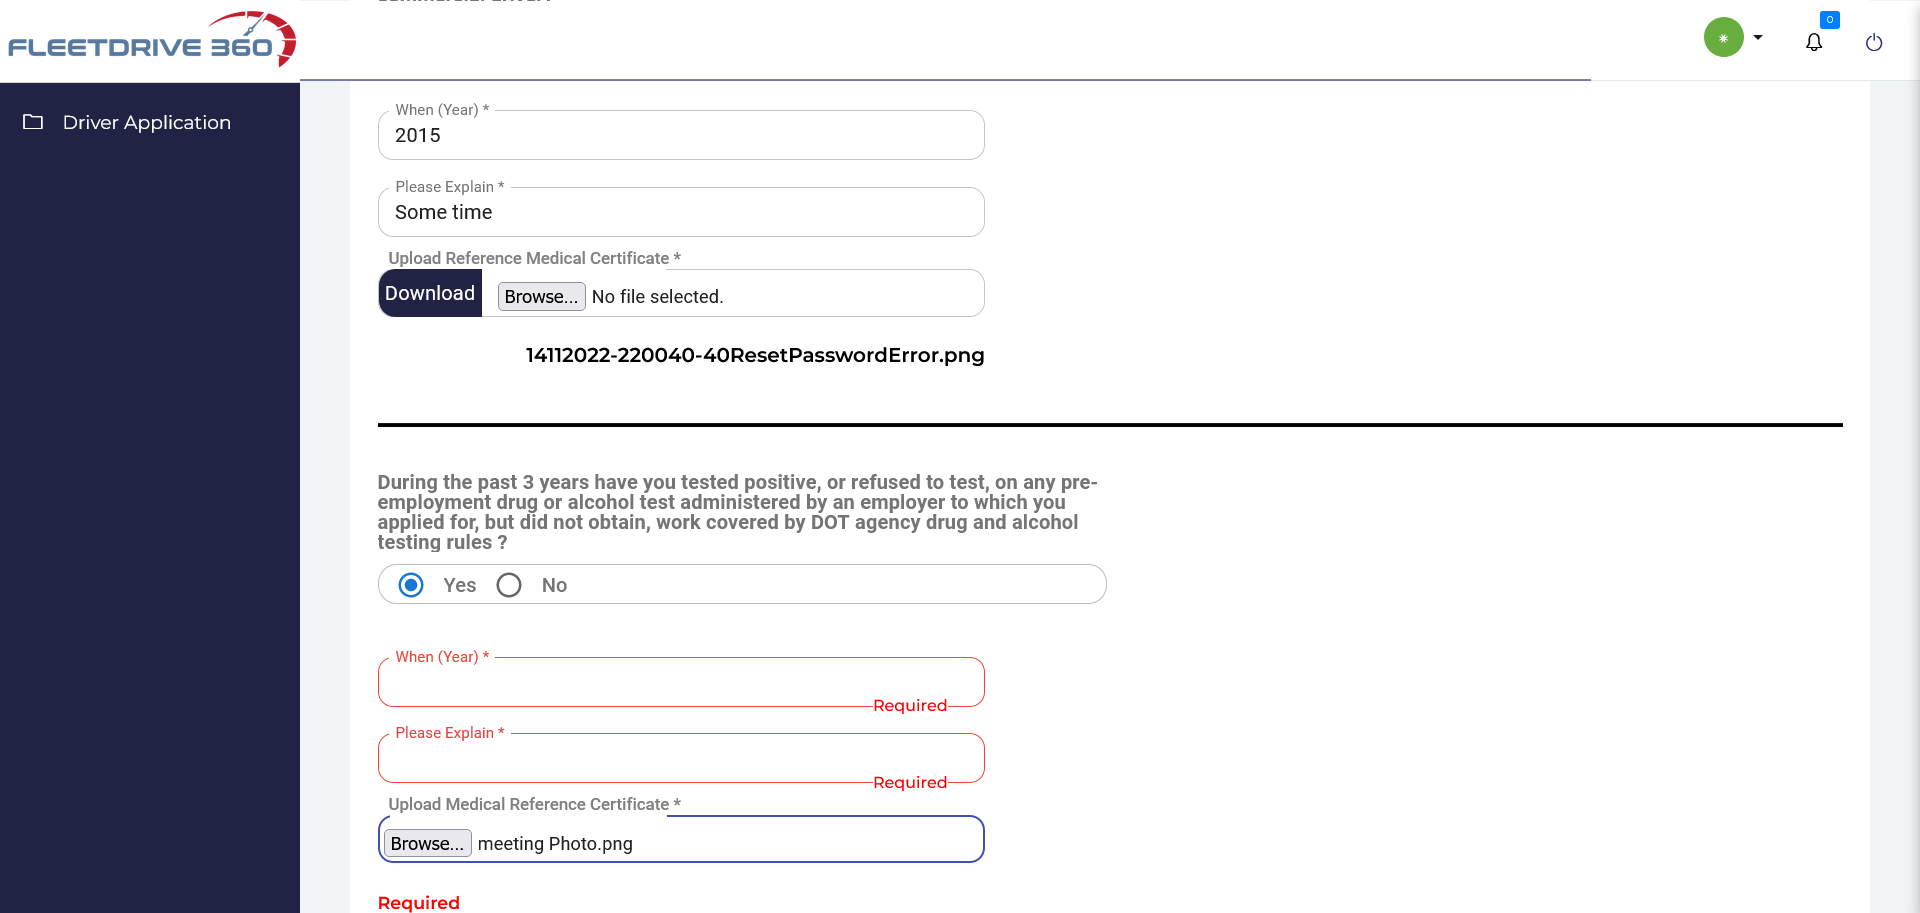 FLEETDRIVE 360
0
Driver Application
When (Year) *
2015
Please Explain *
Some time
Upload Reference Medical Certificate *
Download
Browse... No file selected.
14112022-220040-40ResetPasswordError.png
During the past 3 years have you tested positive, or refused to test, on any pre-
employment drug or alcohol test administered by an employer to which you
applied for, but did not obtain, work covered by DOT agency drug and alcohol
testing rules ?
Yes No
When (Year) *
Required
Please Explain *
Required
Upload Medical Reference Certificate *
Browse... meeting Photo.png
Required